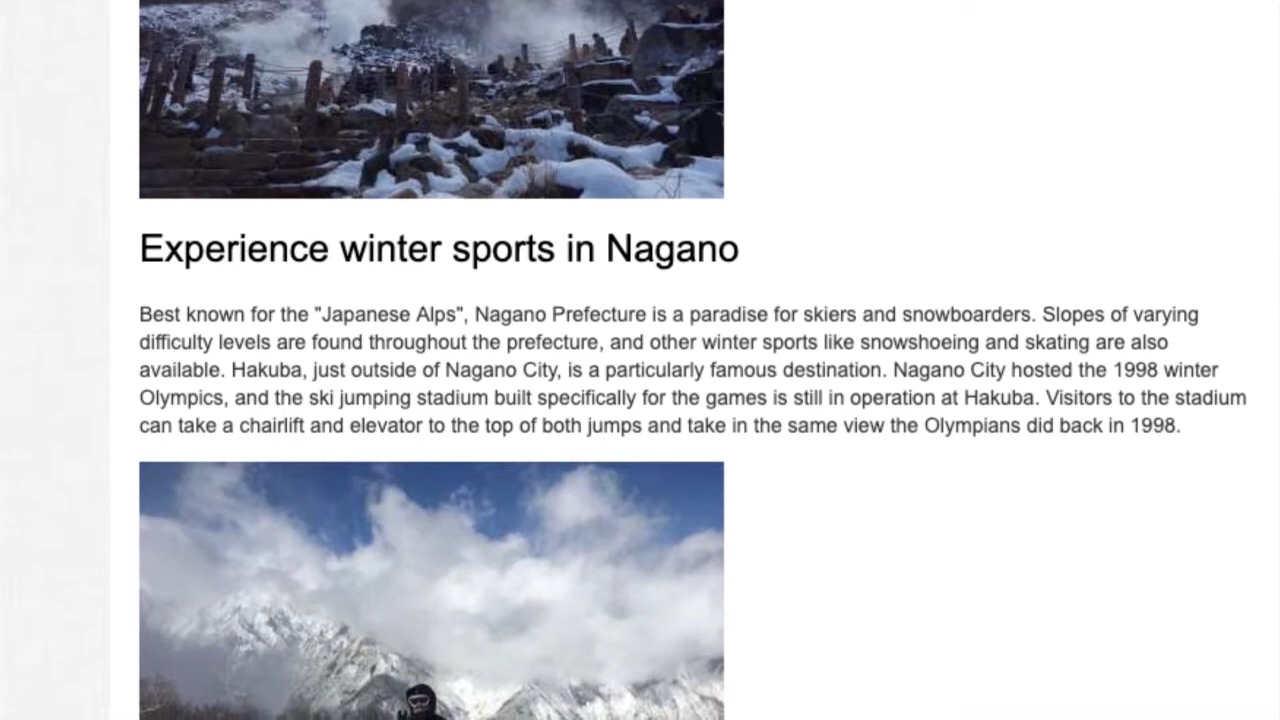 Experience winter sports in Nagano
Best known for the "Japanese Alps", Nagano Prefecture is a paradise for skiers and snowboarders. Slopes of varying
difficulty levels are found throughout the prefecture, and other winter sports like snowshoeing and skating are also
available. Hakuba, just outside of Nagano City, is a particularly famous destination. Nagano City hosted the 1998 winter
Olympics, and the ski jumping stadium built specifically for the games is still in operation at Hakuba. Visitors to the stadium
can take a chairlift and elevator to the top of both jumps and take in the same view the Olympians did back in 1998.